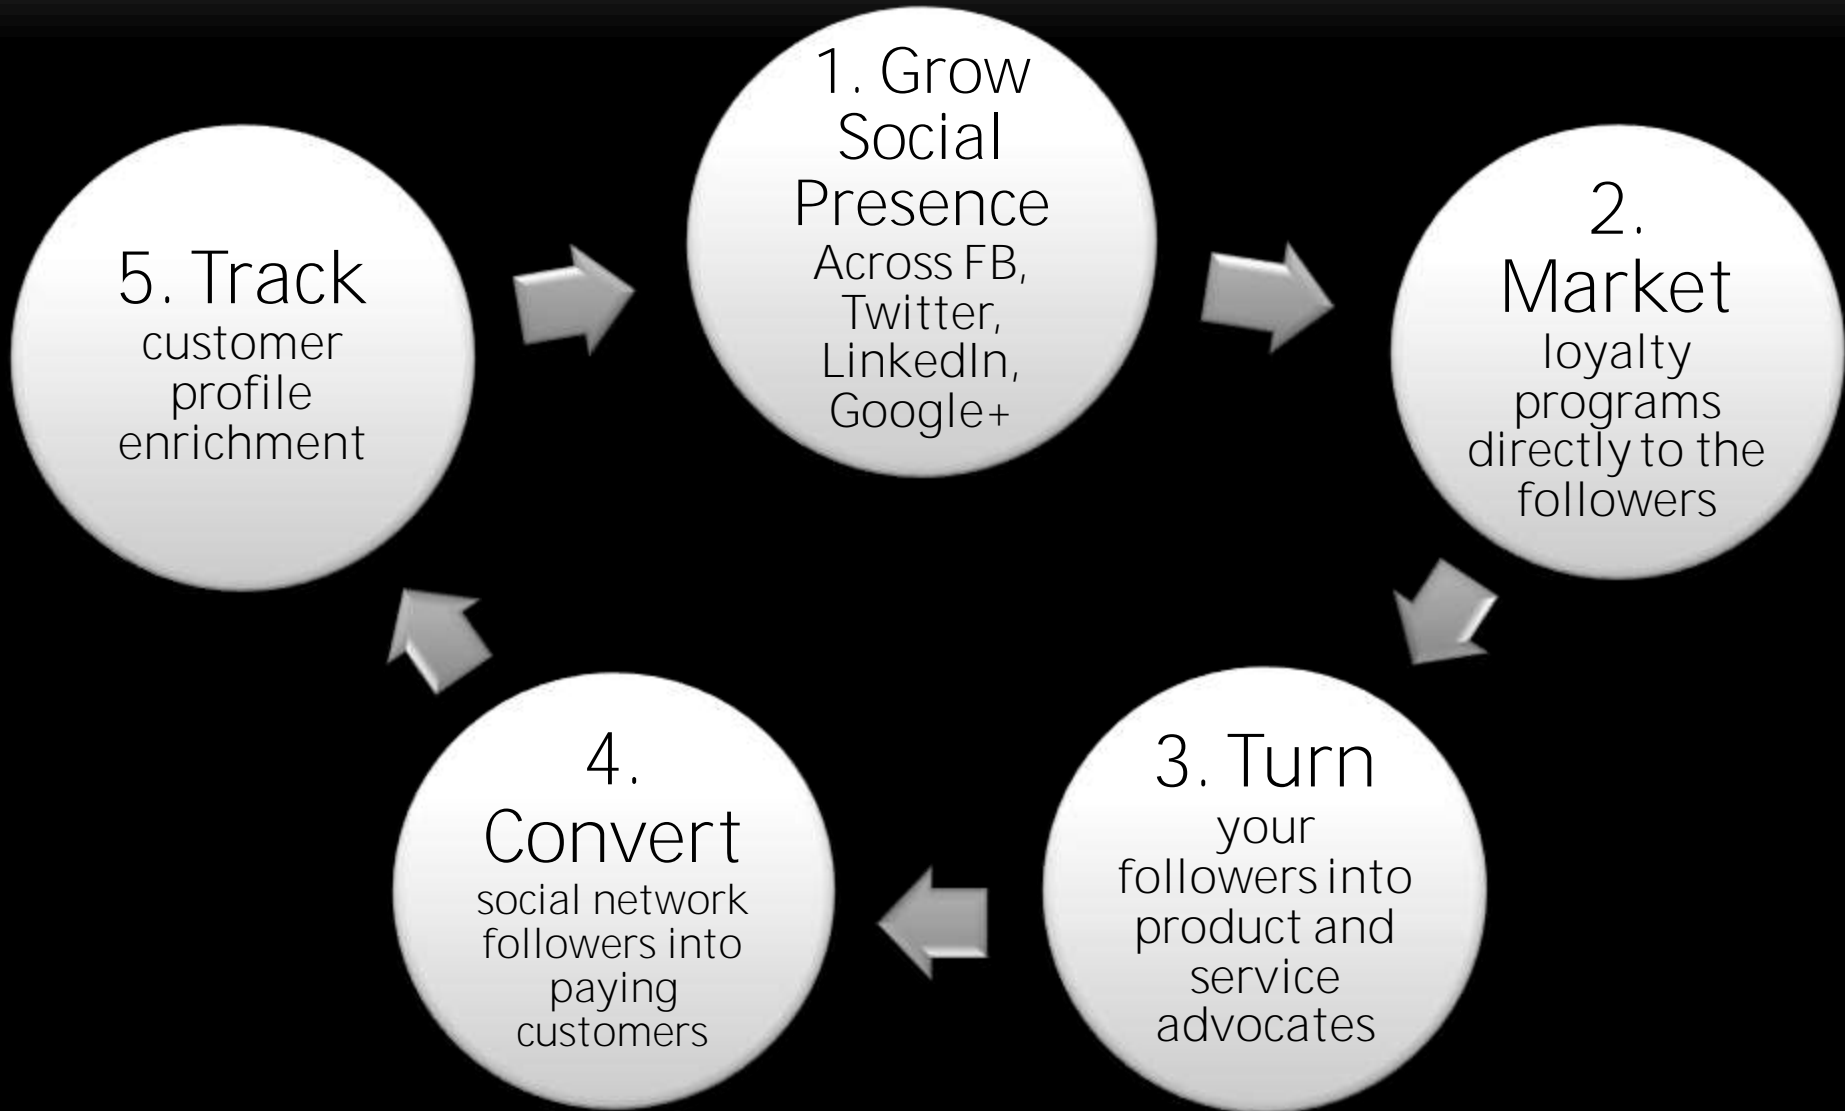 1. Grow
Social
Presence
Across FB,
Twitter,
LinkedIn,
Google+
2.
Market
loyalty
programs
directly to the
followers
3. Turn
your
followers into
product and
service
advocates
4.
Convert
social network
followers into
paying
customers
5. Track
customer
profile
enrichment